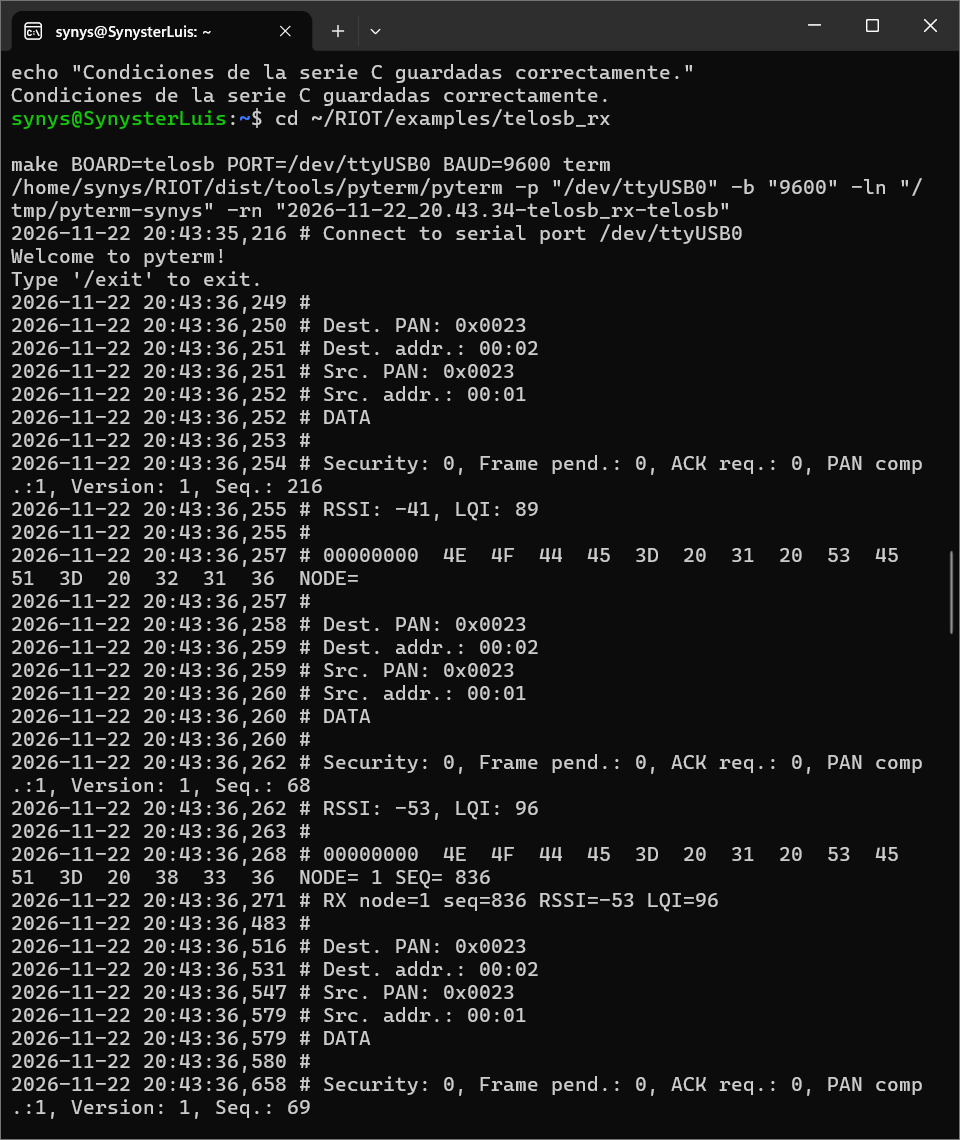 synys@SynysterLuis: ~
echo "Condiciones de la serie C guardadas correctamente."
Condiciones de la serie C guardadas correctamente.
synys@SynysterLuis:~$ cd ~/RIOT/examples/telosb_rx
make BOARD=telosb PORT=/dev/ttyUSB0 BAUD=9600 term
/home/synys/RIOT/dist/tools/pyterm/pyterm -p "/dev/ttyUSB0" -b "9600" -ln "/
tmp/pyterm-synys" -rn "2026-11-22_20.43.34-telosb_rx-telosb"
2026-11-22 20:43:35,216 # Connect to serial port /dev/ttyUSB0
Welcome to pyterm!
Type '/exit' to exit.
2026-11-22 20:43:36,249 #
2026-11-22 20:43:36,250 # Dest. PAN: 0x0023
2026-11-22 20:43:36,251 # Dest. addr.: 00:02
2026-11-22 20:43:36,251 # Src. PAN: 0x0023
2026-11-22 20:43:36,252 # Src. addr.: 00:01
2026-11-22 20:43:36,252 # DATA
2026-11-22 20:43:36,253 #
2026-11-22 20:43:36,254 # Security: 0, Frame pend.: 0, ACK req.: 0, PAN comp
.:1, Version: 1, Seq.: 216
2026-11-22 20:43:36,255 # RSSI: -41, LQI: 89
2026-11-22 20:43:36,255 #
2026-11-22 20:43:36,257 # 00000000  4E  4F  44  45  3D  20  31  20  53  45
51  3D  20  32  31  36  NODE=
2026-11-22 20:43:36,257 #
2026-11-22 20:43:36,258 # Dest. PAN: 0x0023
2026-11-22 20:43:36,259 # Dest. addr.: 00:02
2026-11-22 20:43:36,259 # Src. PAN: 0x0023
2026-11-22 20:43:36,260 # Src. addr.: 00:01
2026-11-22 20:43:36,260 # DATA
2026-11-22 20:43:36,260 #
2026-11-22 20:43:36,262 # Security: 0, Frame pend.: 0, ACK req.: 0, PAN comp
.:1, Version: 1, Seq.: 68
2026-11-22 20:43:36,262 # RSSI: -53, LQI: 96
2026-11-22 20:43:36,263 #
2026-11-22 20:43:36,268 # 00000000  4E  4F  44  45  3D  20  31  20  53  45
51  3D  20  38  33  36  NODE= 1 SEQ= 836
2026-11-22 20:43:36,271 # RX node=1 seq=836 RSSI=-53 LQI=96
2026-11-22 20:43:36,483 #
2026-11-22 20:43:36,516 # Dest. PAN: 0x0023
2026-11-22 20:43:36,531 # Dest. addr.: 00:02
2026-11-22 20:43:36,547 # Src. PAN: 0x0023
2026-11-22 20:43:36,579 # Src. addr.: 00:01
2026-11-22 20:43:36,579 # DATA
2026-11-22 20:43:36,580 #
2026-11-22 20:43:36,658 # Security: 0, Frame pend.: 0, ACK req.: 0, PAN comp
.:1, Version: 1, Seq.: 69